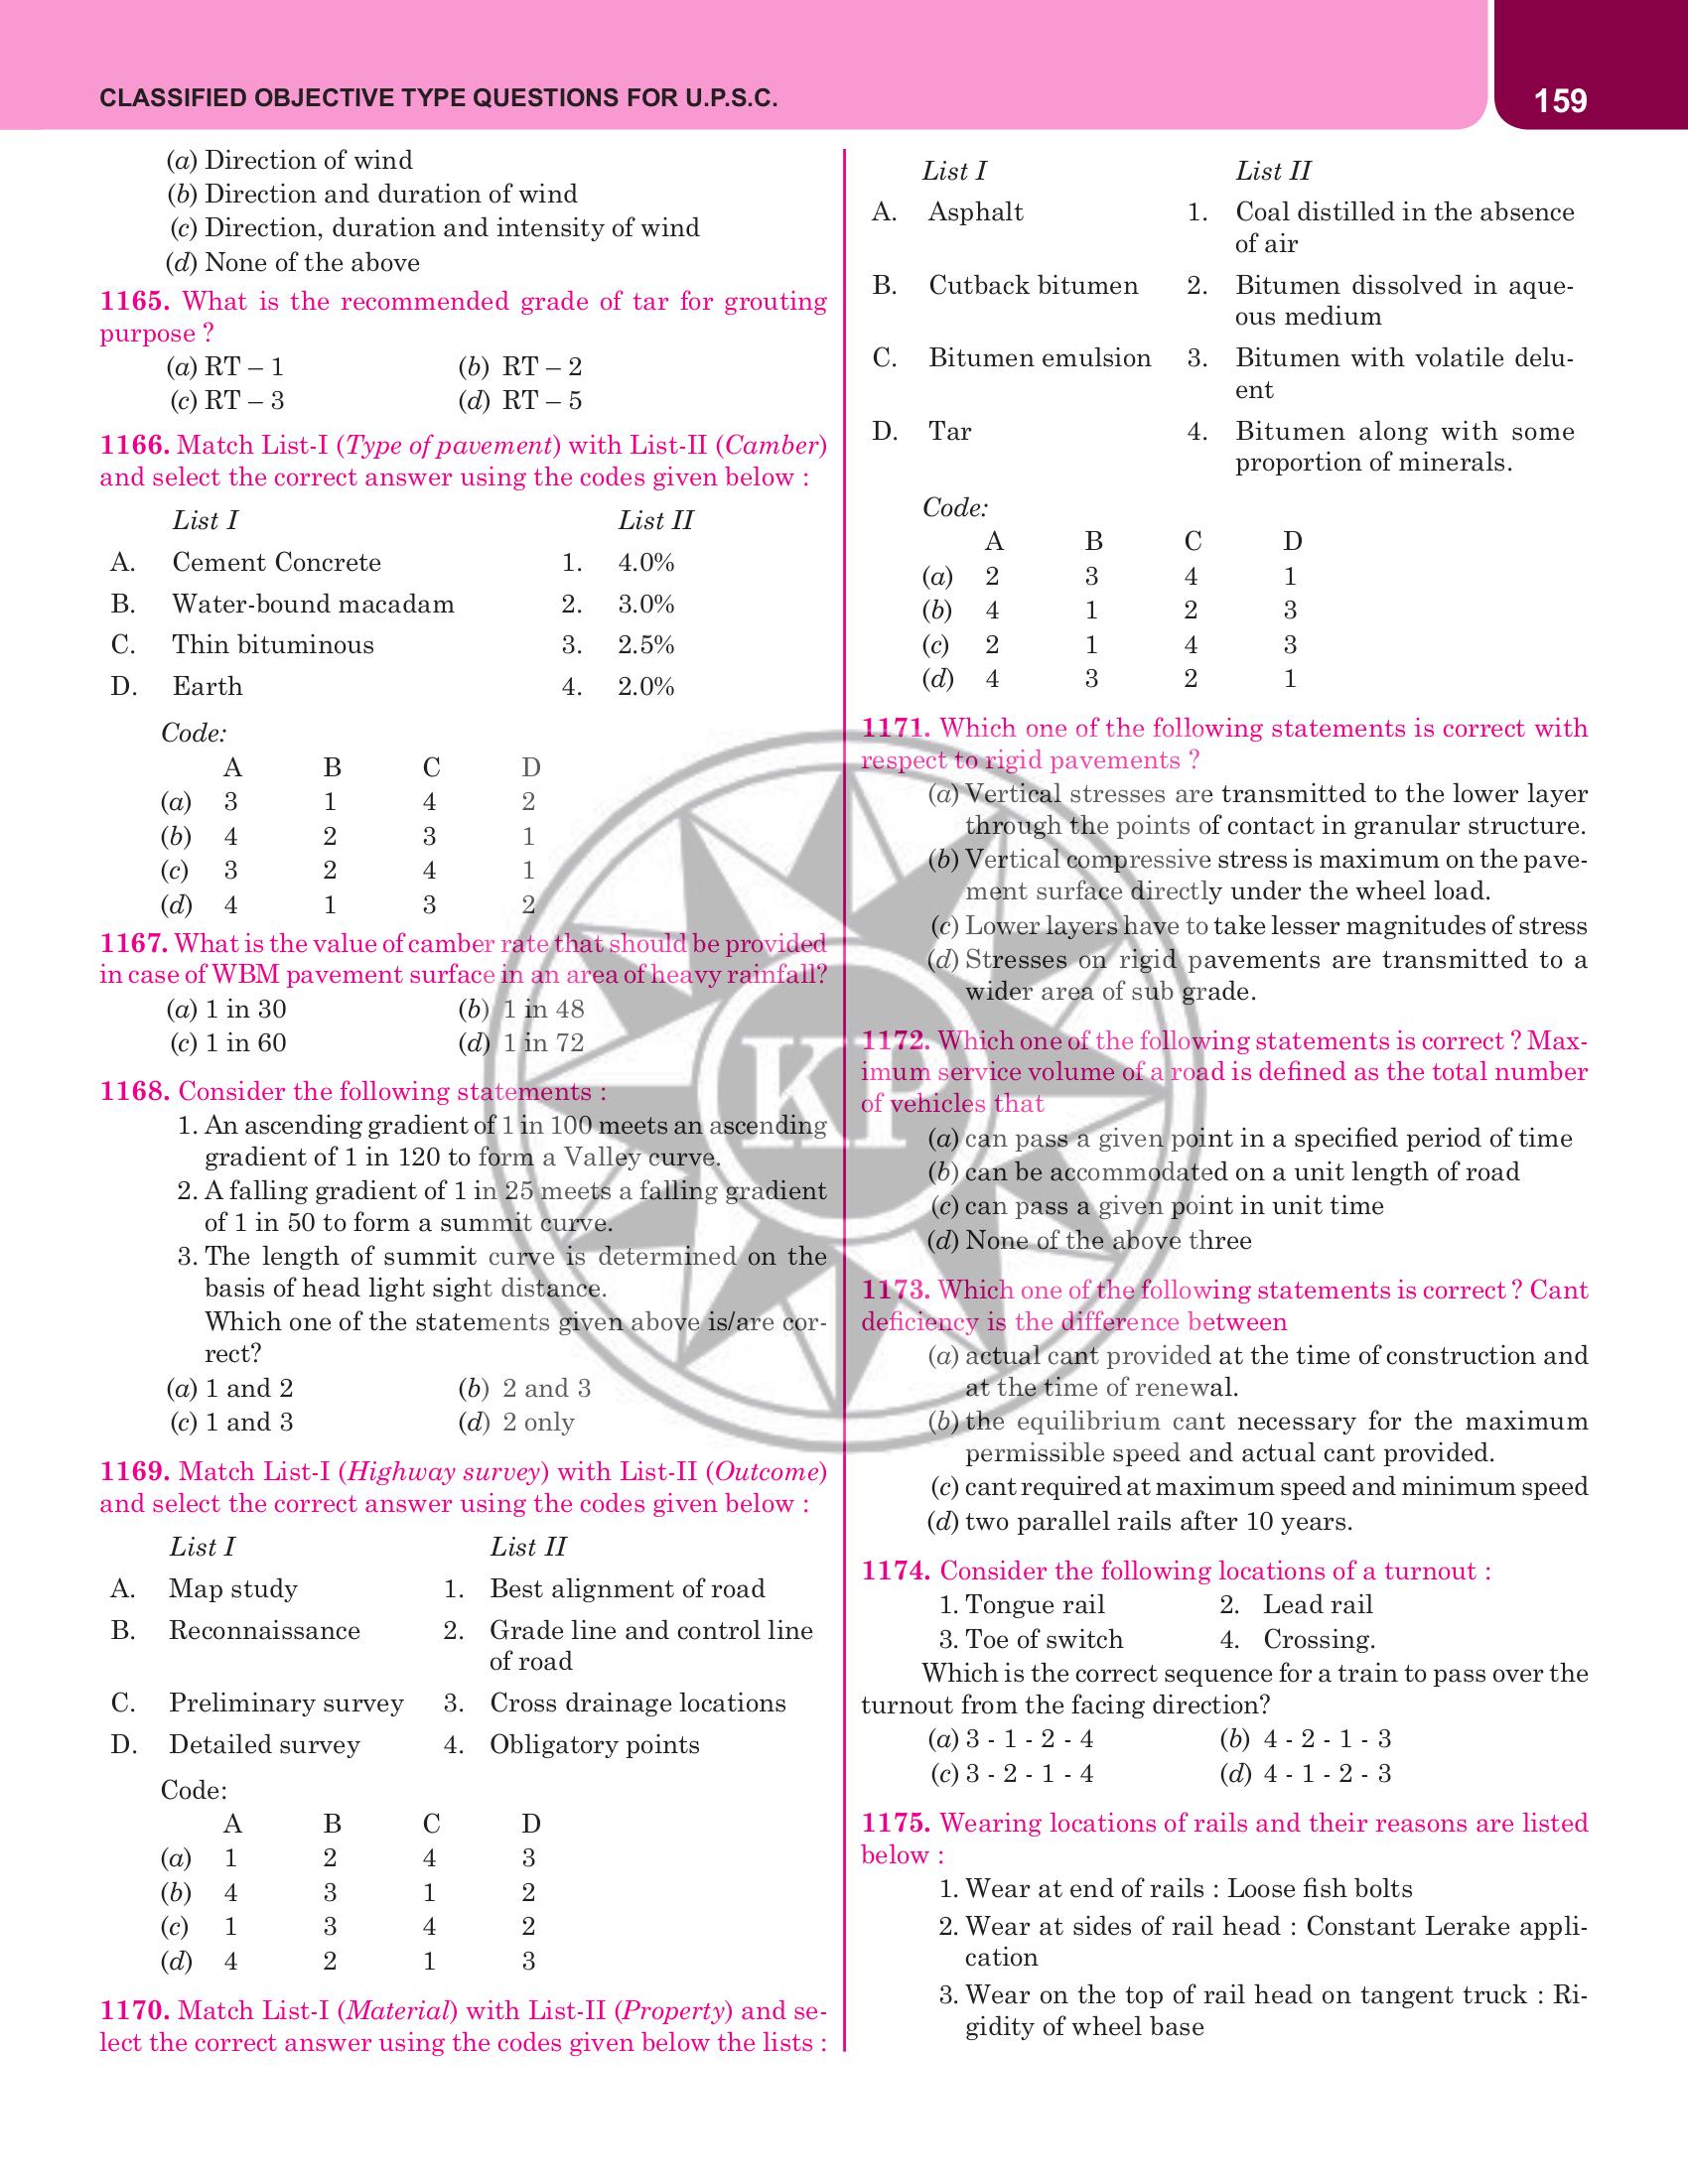 CLASSIFIED OBJECTIVE TYPE QUESTIONS FOR U.P.S.C.
159
(a) Direction of wind
(b) Direction and duration of wind
(c) Direction, duration and intensity of wind
(d) None of the above
1165. What is the recommended grade of tar for grouting
purpose ?
(a) RT – 1 (b) RT – 2
(c) RT – 3 (d) RT – 5
1166. Match List-I (Type of pavement) with List-II (Camber)
and select the correct answer using the codes given below :
List I List II
A. Cement Concrete 1. 4.0%
B. Water-bound macadam 2. 3.0%
C. Thin bituminous 3. 2.5%
D. Earth 4. 2.0%
Code:
A B C D
(a) 3 1 4 2
(b) 4 2 3 1
(c) 3 2 4 1
(d) 4 1 3 2
1167. What is the value of camber rate that should be provided
in case of WBM pavement surface in an area of heavy rainfall?
(a) 1 in 30 (b) 1 in 48
(c) 1 in 60 (d) 1 in 72
1168. Consider the following statements :
1. An ascending gradient of 1 in 100 meets an ascending
gradient of 1 in 120 to form a Valley curve.
2. A falling gradient of 1 in 25 meets a falling gradient
of 1 in 50 to form a summit curve.
3. The length of summit curve is determined on the
basis of head light sight distance.
Which one of the statements given above is/are cor-
rect?
(a) 1 and 2 (b) 2 and 3
(c) 1 and 3 (d) 2 only
1169. Match List-I (Highway survey) with List-II (Outcome)
and select the correct answer using the codes given below :
List I List II
A. Map study 1. Best alignment of road
B. Reconnaissance 2. Grade line and control line
of road
C. Preliminary survey 3. Cross drainage locations
D. Detailed survey 4. Obligatory points
Code:
A B C D
(a) 1 2 4 3
(b) 4 3 1 2
(c) 1 3 4 2
(d) 4 2 1 3
1170. Match List-I (Material) with List-II (Property) and se-
lect the correct answer using the codes given below the lists :
List I List II
A. Asphalt 1. Coal distilled in the absence
of air
B. Cutback bitumen 2. Bitumen dissolved in aque-
ous medium
C. Bitumen emulsion 3. Bitumen with volatile delu-
ent
D. Tar 4. Bitumen along with some
proportion of minerals.
Code:
A B C D
(a) 2 3 4 1
(b) 4 1 2 3
(c) 2 1 4 3
(d) 4 3 2 1
1171. Which one of the following statements is correct with
respect to rigid pavements ?
(a) Vertical stresses are transmitted to the lower layer
through the points of contact in granular structure.
(b) Vertical compressive stress is maximum on the pave-
ment surface directly under the wheel load.
(c) Lower layers have to take lesser magnitudes of stress
(d) Stresses on rigid pavements are transmitted to a
wider area of sub grade.
1172. Which one of the following statements is correct ? Max-
imum service volume of a road is defined as the total number
of vehicles that
(a) can pass a given point in a specified period of time
(b) can be accommodated on a unit length of road
(c) can pass a given point in unit time
(d) None of the above three
1173. Which one of the following statements is correct ? Cant
deficiency is the difference between
(a) actual cant provided at the time of construction and
at the time of renewal.
(b) the equilibrium cant necessary for the maximum
permissible speed and actual cant provided.
(c) cant required at maximum speed and minimum speed
(d) two parallel rails after 10 years.
1174. Consider the following locations of a turnout :
1. Tongue rail 2. Lead rail
3. Toe of switch 4. Crossing.
Which is the correct sequence for a train to pass over the
turnout from the facing direction?
(a) 3 - 1 - 2 - 4 (b) 4 - 2 - 1 - 3
(c) 3 - 2 - 1 - 4 (d) 4 - 1 - 2 - 3
1175. Wearing locations of rails and their reasons are listed
below :
1. Wear at end of rails : Loose fish bolts
2. Wear at sides of rail head : Constant Lerake appli-
cation
3. Wear on the top of rail head on tangent truck : Ri-
gidity of wheel base
KP